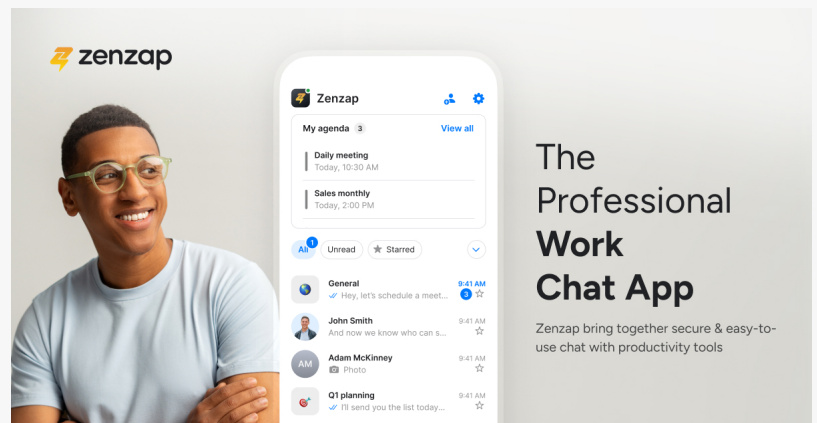 zenzap
Zenzap
My agenda 3
View all
Daily meeting
Today, 10:30 AM
Sales monthly
Today, 2:00 PM
All
1
Unread
Starred
General
9:41 AM
Hey, let's schedule a meet...
3
John Smith
9:41 AM
And now we know who can s...
AM
Adam McKinney
9:41 AM
Photo
Q1 planning
9:41 AM
I'll send you the list today...
The
Professional
Work
Chat App
Zenzap bring together secure & easy-to-
use chat with productivity tools